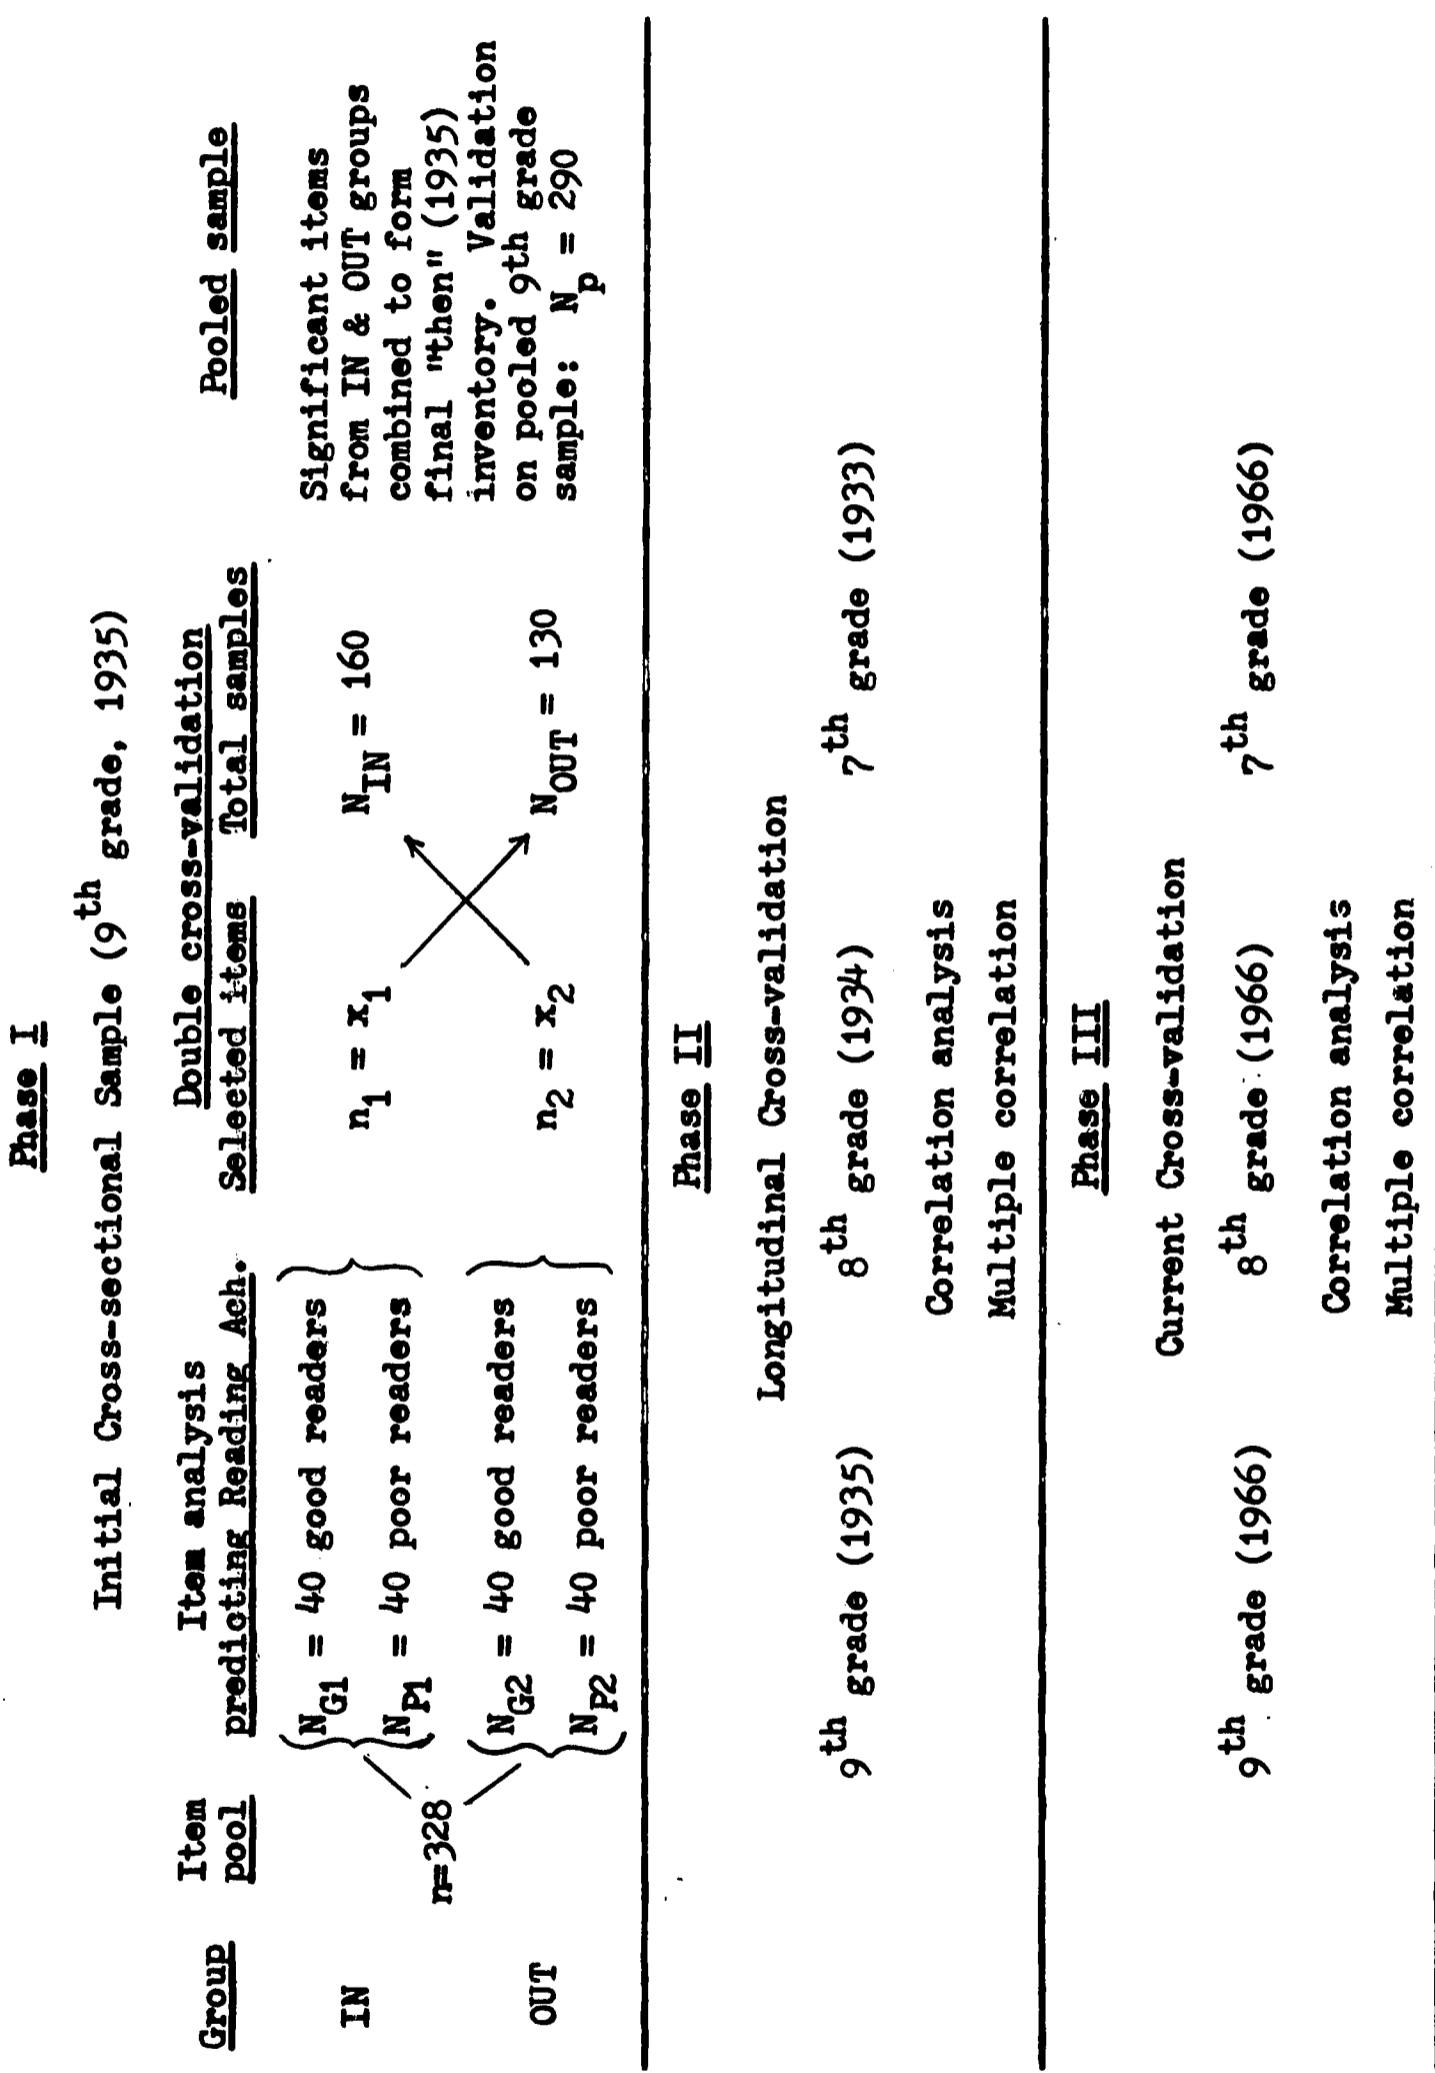 Phase I
Initial Cross-sectional Sample (9th grade, 1935)
Group
Item
pool
Item analysis
predicting Reading Ach.
Double cross-validation
Selected items Total samples
Pooled sample
IN
OUT
n=328
N_G1 = 40 good readers
N_P1 = 40 poor readers
N_G2 = 40 good readers
N_P2 = 40 poor readers
n_1 = x_1
n_2 = x_2
N_IN = 160
N_OUT = 130
Significant items
from IN & OUT groups
combined to form
final "then" (1935)
inventory. Validation
on pooled 9th grade
sample: N_p = 290
Phase II
Longitudinal Cross-validation
9th grade (1935) 8th grade (1934) 7th grade (1933)
Correlation analysis
Multiple correlation
Phase III
Current Cross-validation
9th grade (1966) 8th grade (1966) 7th grade (1966)
Correlation analysis
Multiple correlation